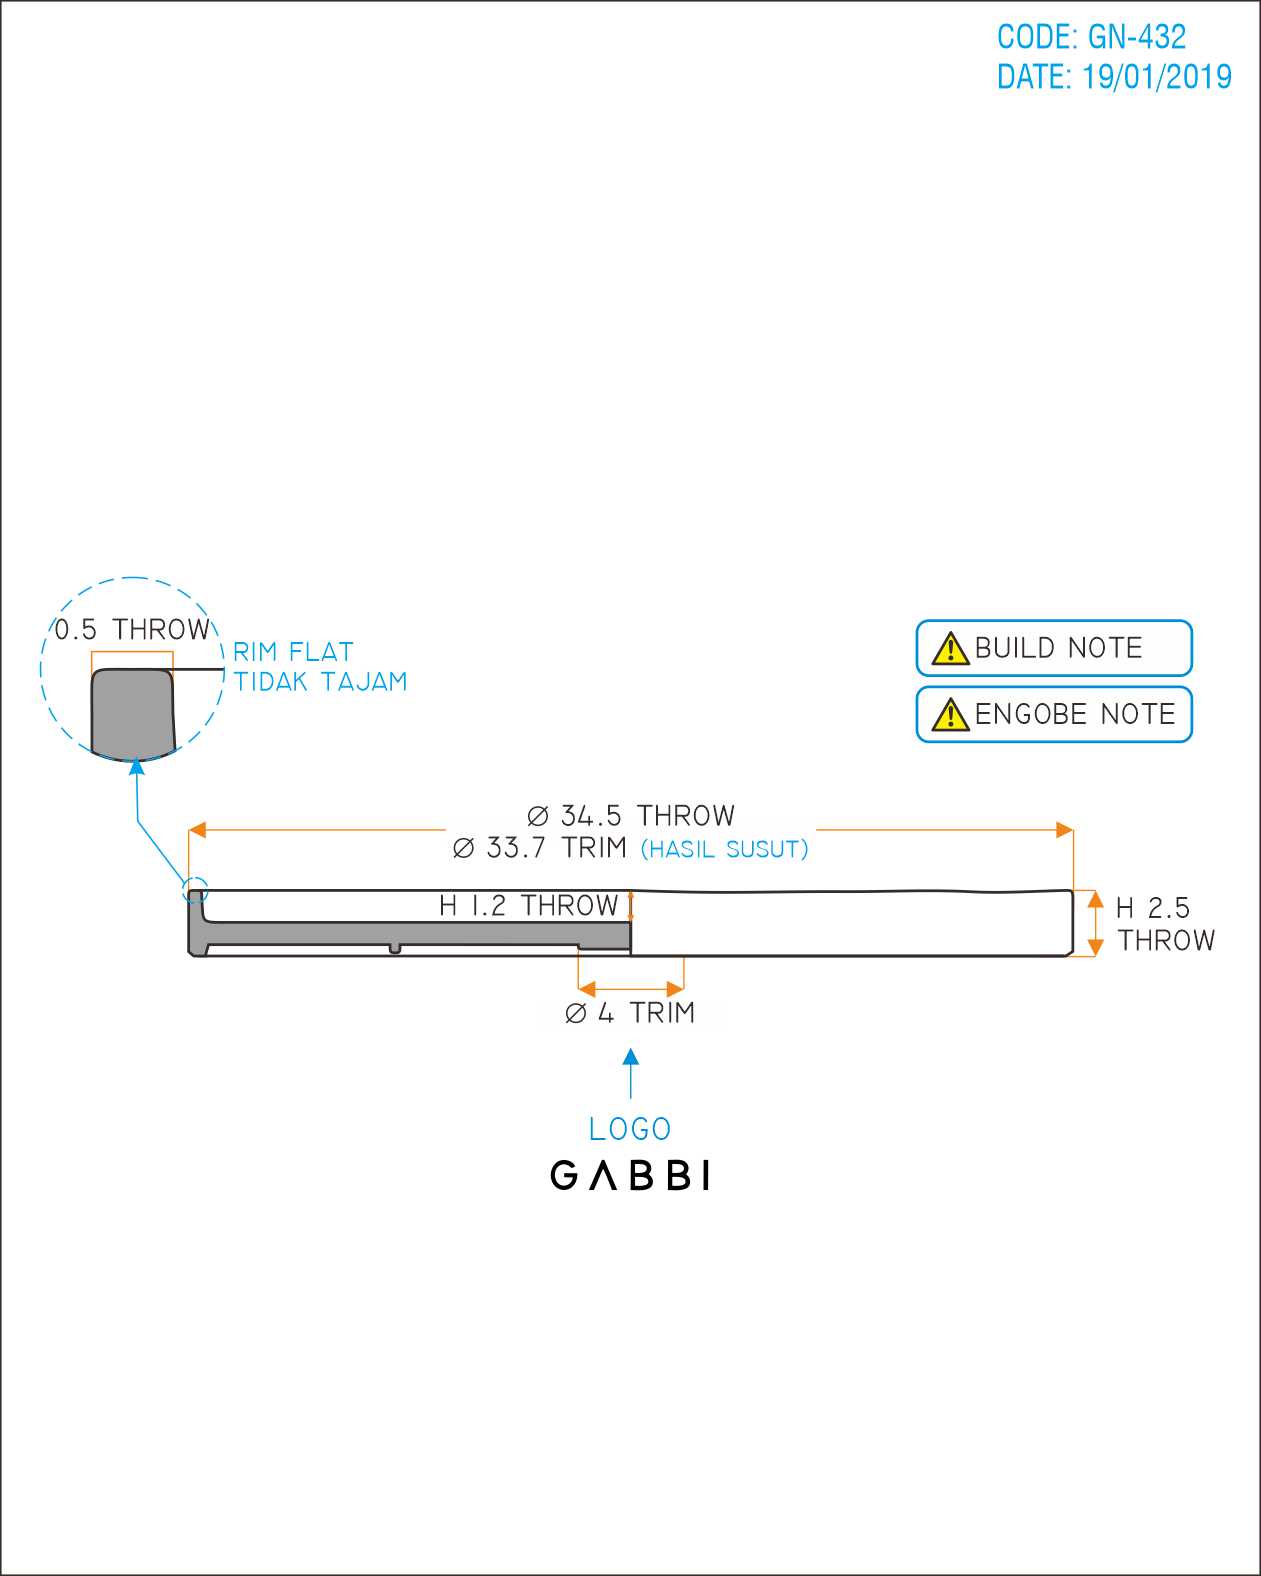 CODE: GN-432
DATE: 19/01/2019
0.5 THROW
RIM FLAT
TIDAK TAJAM
BUILD NOTE
ENGOBE NOTE
Ø 34.5 THROW
Ø 33.7 TRIM (HASIL SUSUT)
H 1.2 THROW
H 2.5
THROW
Ø 4 TRIM
LOGO
GABBI